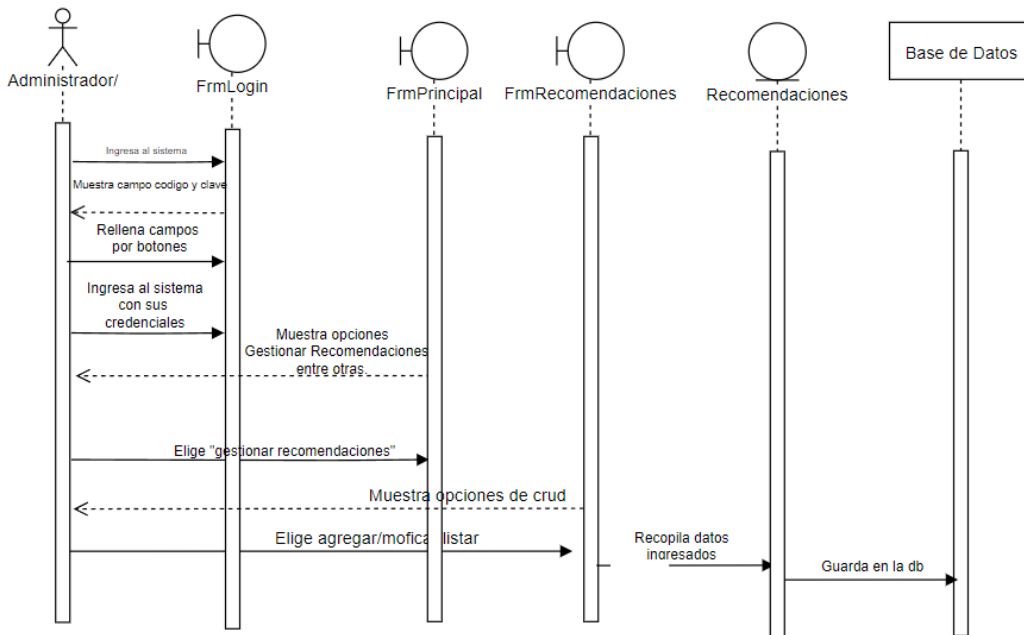 Administrador/
FrmLogin
FrmPrincipal
FrmRecomendaciones
Recomendaciones
Base de Datos
Ingresa al sistema
Muestra campo codigo y clave
Rellena campos
por botones
Ingresa al sistema
con sus
credenciales
Muestra opciones
Gestionar Recomendaciones
entre otras.
Elige "gestionar recomendaciones"
Muestra opciones de crud
Elige agregar/mofica listar
Recopila datos
ingresados
Guarda en la db